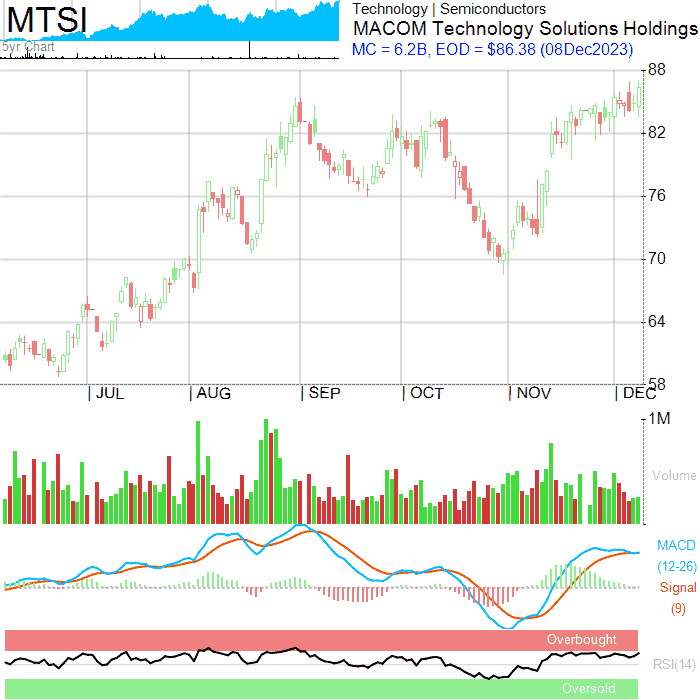 MTSI
5yr Chart
Technology | Semiconductors
MACOM Technology Solutions Holdings
MC = 6.2B, EOD = $86.38 (08Dec2023)
88
82
76
70
64
58
JUL
AUG
SEP
OCT
NOV
DEC
1M
Volume
MACD
(12-26)
Signal
(9)
Overbought
RSI(14)
Oversold